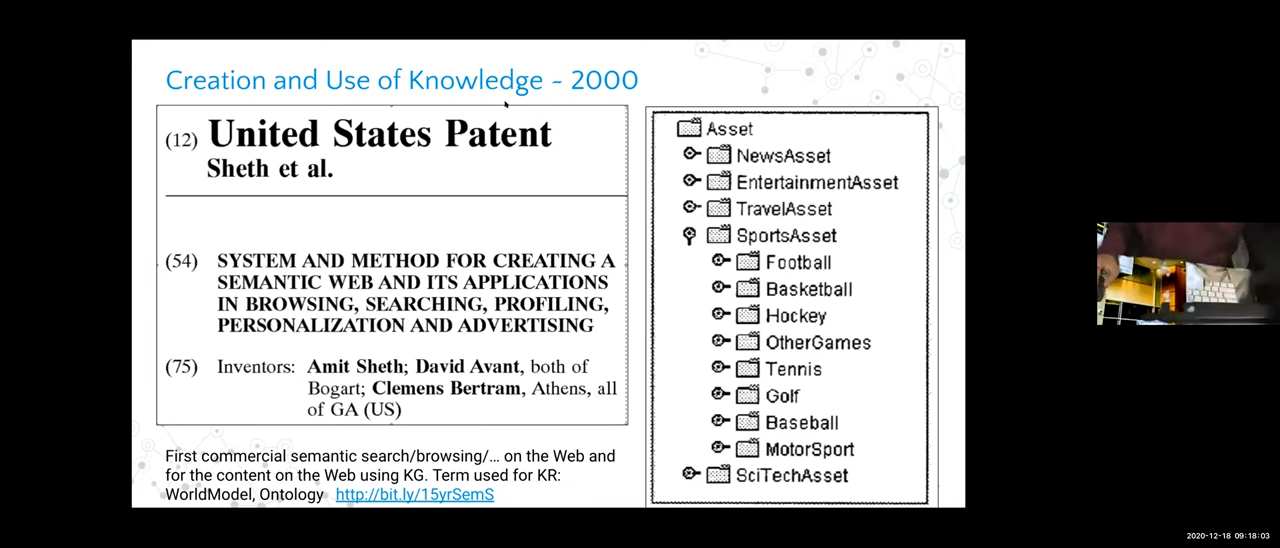 Creation and Use of Knowledge ~ 2000
(12) United States Patent
Sheth et al.
(54) SYSTEM AND METHOD FOR CREATING A
SEMANTIC WEB AND ITS APPLICATIONS
IN BROWSING, SEARCHING, PROFILING,
PERSONALIZATION AND ADVERTISING
(75) Inventors: Amit Sheth; David Avant, both of
Bogart; Clemens Bertram, Athens, all
of GA (US)
First commercial semantic search/browsing/... on the Web and
for the content on the Web using KG. Term used for KR:
WorldModel, Ontology http://bit.ly/15yrSemS
Asset
NewsAsset
EntertainmentAsset
TravelAsset
SportsAsset
Football
Basketball
Hockey
OtherGames
Tennis
Golf
Baseball
MotorSport
SciTechAsset
2020-12-18 09:18:03